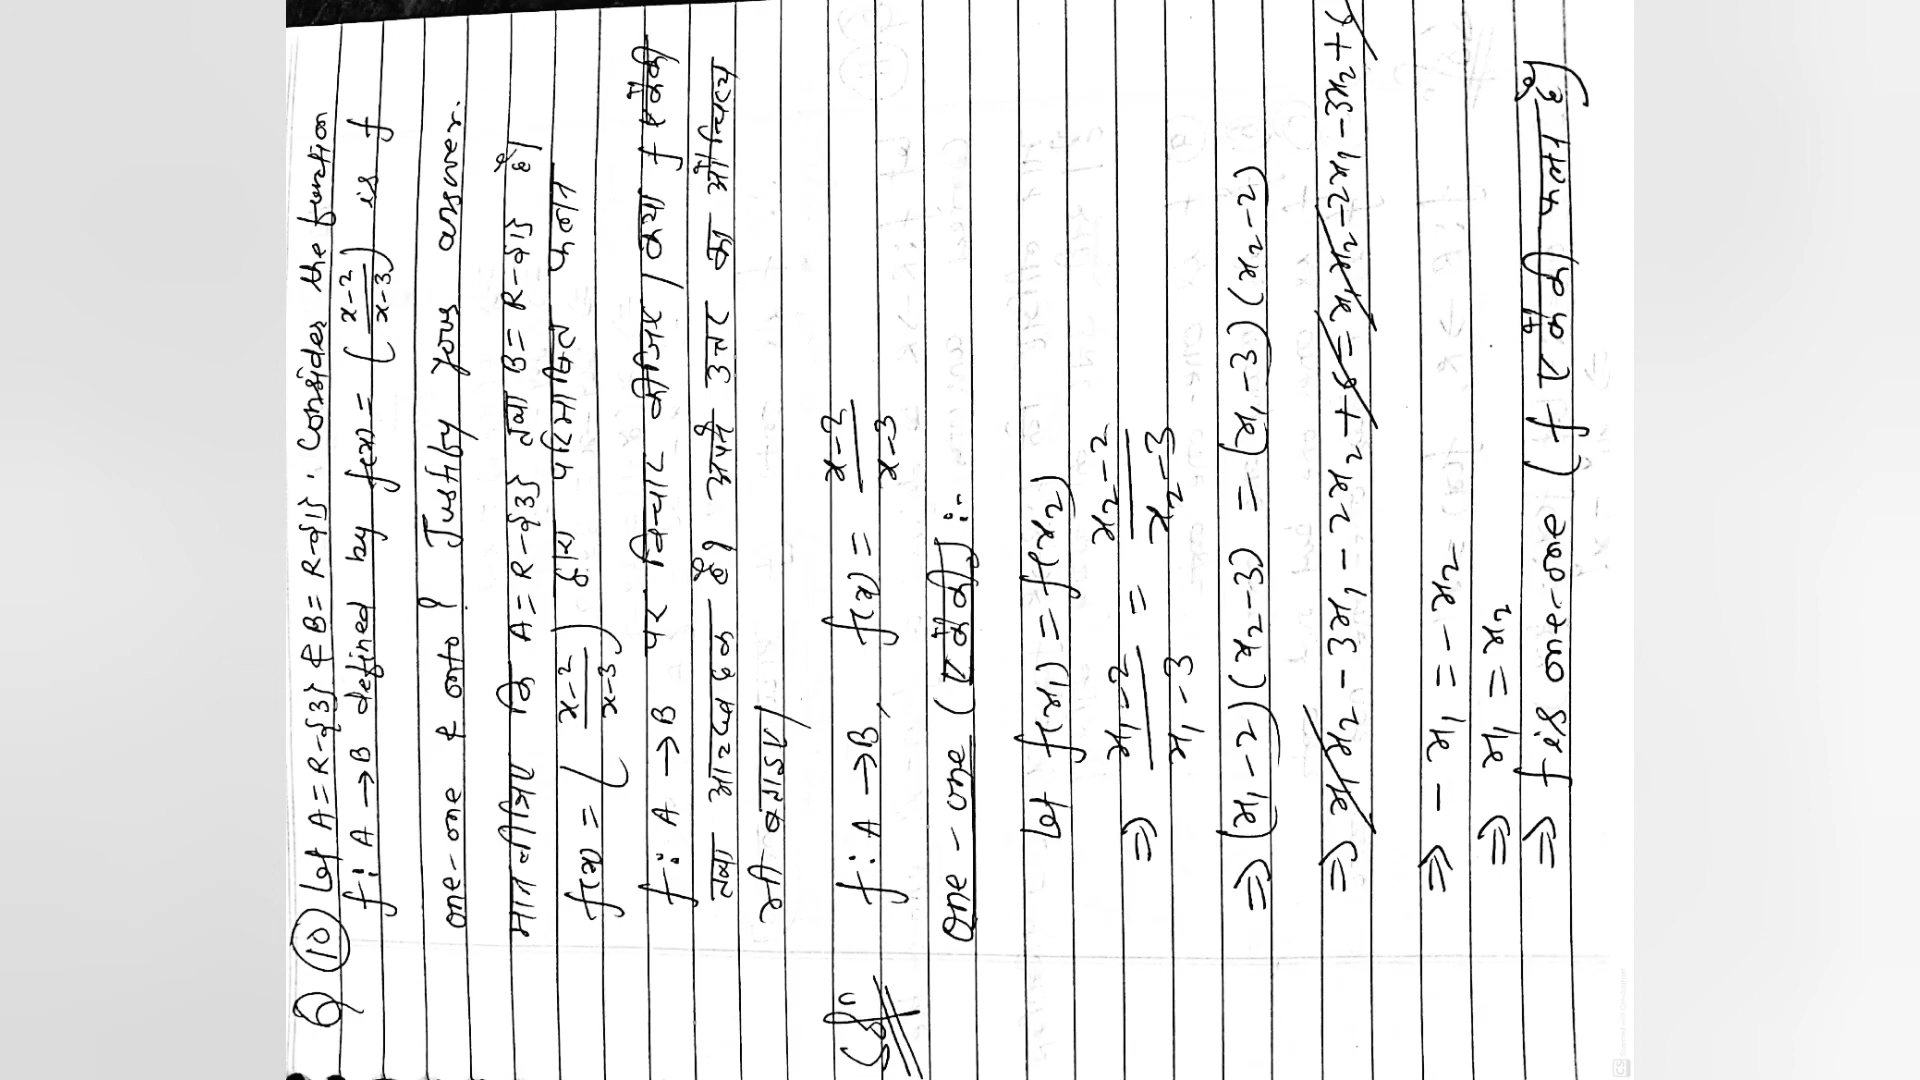 Q (10) Let A = R-{3} & B = R-{1}. Consider the function
f : A → B defined by f(x) = (x-2/x-3) is f
one-one & onto? Justify your answer.
मान लीजिए कि A = R-{3} तथा B = R-{1} है।
f(x) = (x-2/x-3) द्वारा परिभाषित फलन
f : A → B पर विचार कीजिए। क्या f एकैकी
तथा आच्छादक है? अपने उत्तर का औचित्य
भी बताइए।
Solⁿ f : A → B, f(x) = x-2/x-3
One-one (एकैकी) :-
Let f(x₁) = f(x₂)
⇒ x₁-2/x₁-3 = x₂-2/x₂-3
⇒ (x₁-2)(x₂-3) = (x₁-3)(x₂-2)
⇒ x₁x₂ - 3x₁ - 2x₂ + 6 = x₁x₂ - 2x₁ - 3x₂ + 6
⇒ - x₁ = - x₂
⇒ x₁ = x₂
⇒ f is one-one (f एकैकी फलन है)